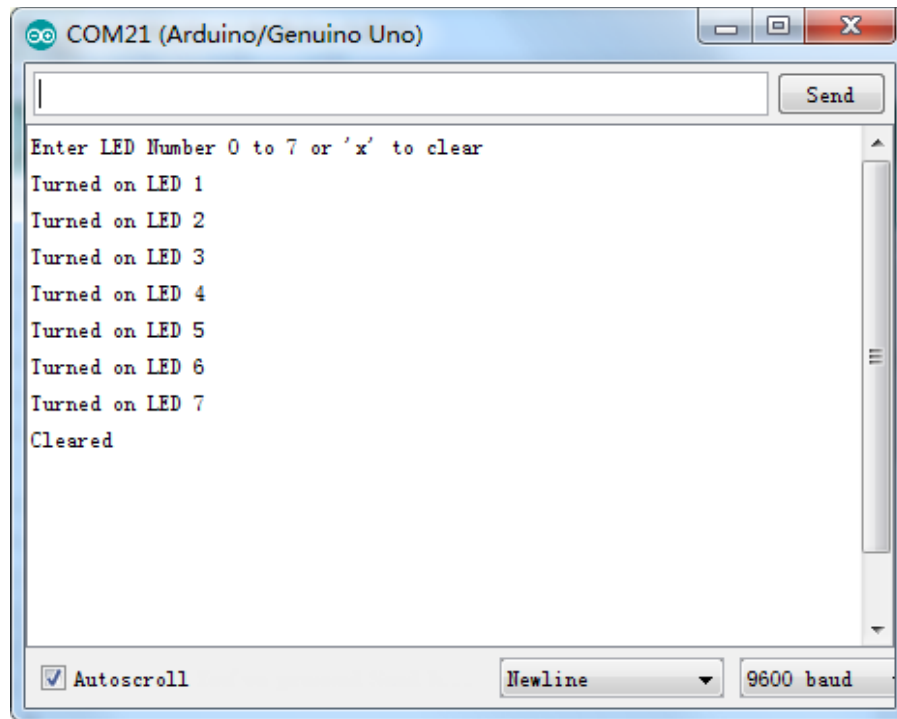 COM21 (Arduino/Genuino Uno)
Send
Enter LED Number 0 to 7 or 'x' to clear
Turned on LED 1
Turned on LED 2
Turned on LED 3
Turned on LED 4
Turned on LED 5
Turned on LED 6
Turned on LED 7
Cleared
Autoscroll
Newline
9600 baud